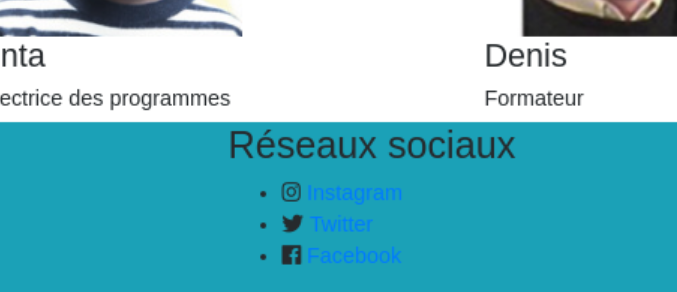 nta
ectrice des programmes
Denis
Formateur
Réseaux sociaux
Instagram
Twitter
Facebook